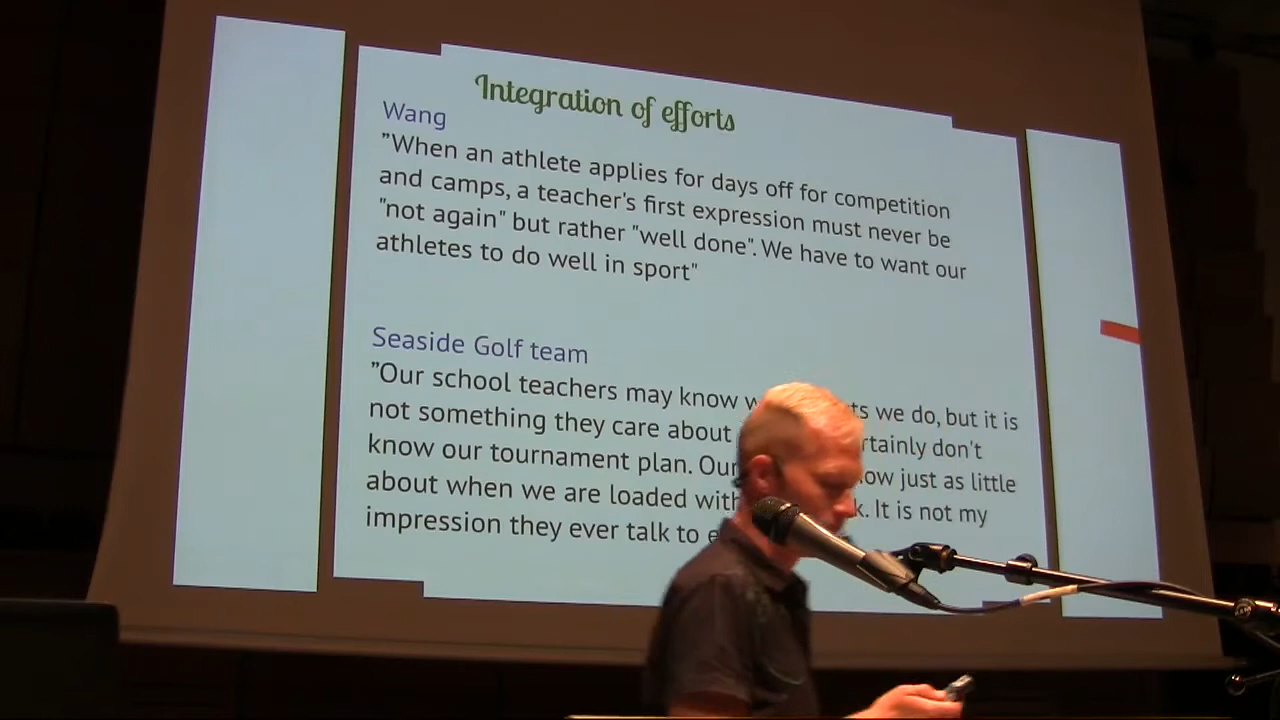 Integration of efforts
Wang
”When an athlete applies for days off for competition
and camps, a teacher's first expression must never be
"not again" but rather "well done". We have to want our
athletes to do well in sport"
Seaside Golf team
”Our school teachers may know we do, but it is
not something they care about don't
know our tournament plan. Our just as little
about when we are loaded with It is not my
impression they ever talk to